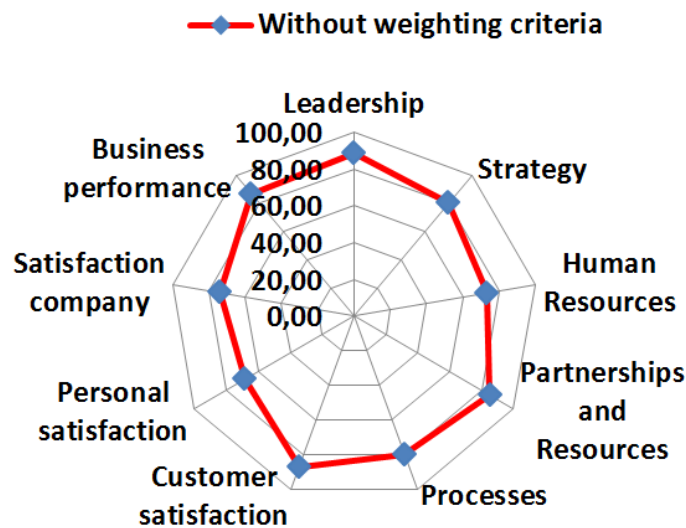 Without weighting criteria
Leadership
100,00
80,00
60,00
40,00
20,00
0,00
Strategy
Human
Resources
Partnerships
and
Resources
Processes
Customer
satisfaction
Personal
satisfaction
Satisfaction
company
Business
performance